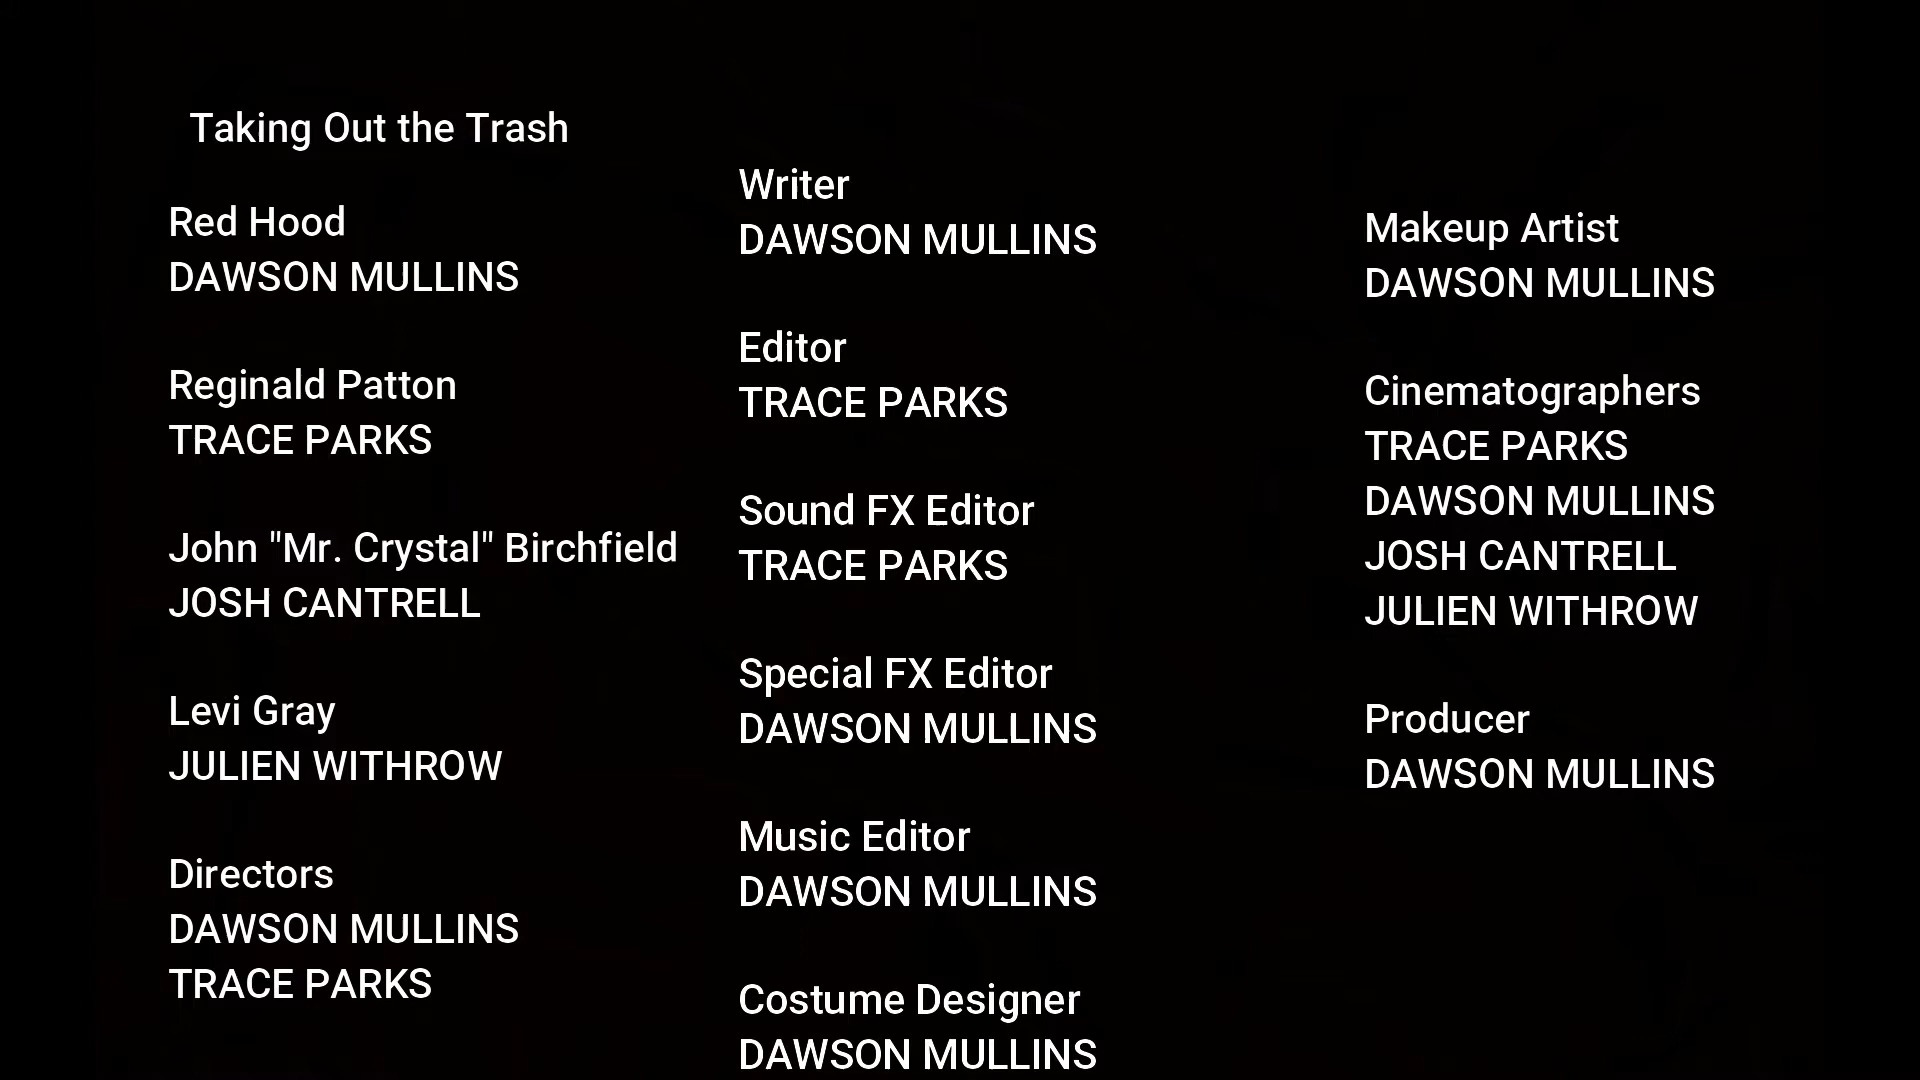 Taking Out the Trash
Red Hood
DAWSON MULLINS
Reginald Patton
TRACE PARKS
John "Mr. Crystal" Birchfield
JOSH CANTRELL
Levi Gray
JULIEN WITHROW
Directors
DAWSON MULLINS
TRACE PARKS
Writer
DAWSON MULLINS
Editor
TRACE PARKS
Sound FX Editor
TRACE PARKS
Special FX Editor
DAWSON MULLINS
Music Editor
DAWSON MULLINS
Costume Designer
DAWSON MULLINS
Makeup Artist
DAWSON MULLINS
Cinematographers
TRACE PARKS
DAWSON MULLINS
JOSH CANTRELL
JULIEN WITHROW
Producer
DAWSON MULLINS